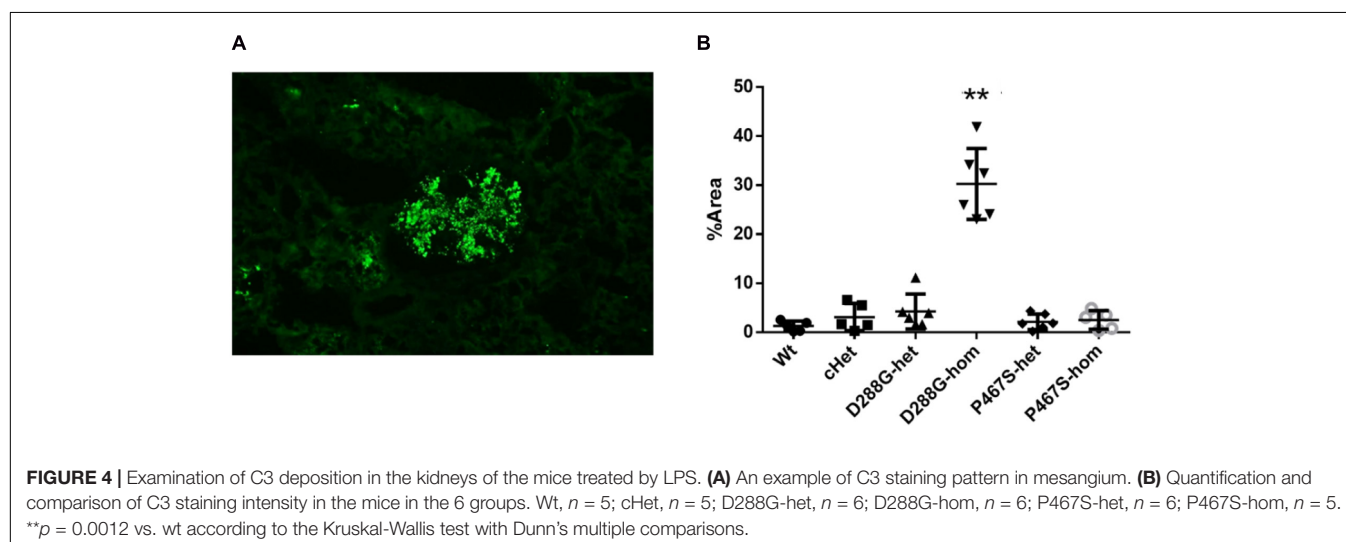 A
B
50
**
40
30
20
10
0
%Area
Wt
cHet
D288G-het
D288G-hom
P467S-het
P467S-hom
FIGURE 4 | Examination of C3 deposition in the kidneys of the mice treated by LPS. (A) An example of C3 staining pattern in mesangium. (B) Quantification and
comparison of C3 staining intensity in the mice in the 6 groups. Wt, n = 5; cHet, n = 5; D288G-het, n = 6; D288G-hom, n = 6; P467S-het, n = 6; P467S-hom, n = 5.
**p = 0.0012 vs. wt according to the Kruskal-Wallis test with Dunn's multiple comparisons.